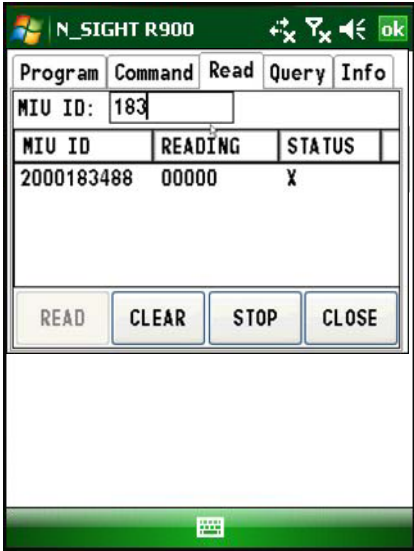 N_SIGHT R900 ok
Program Command Read Query Info
MIU ID: 183
MIU ID READING STATUS
2000183488 00000 X
READ CLEAR STOP CLOSE